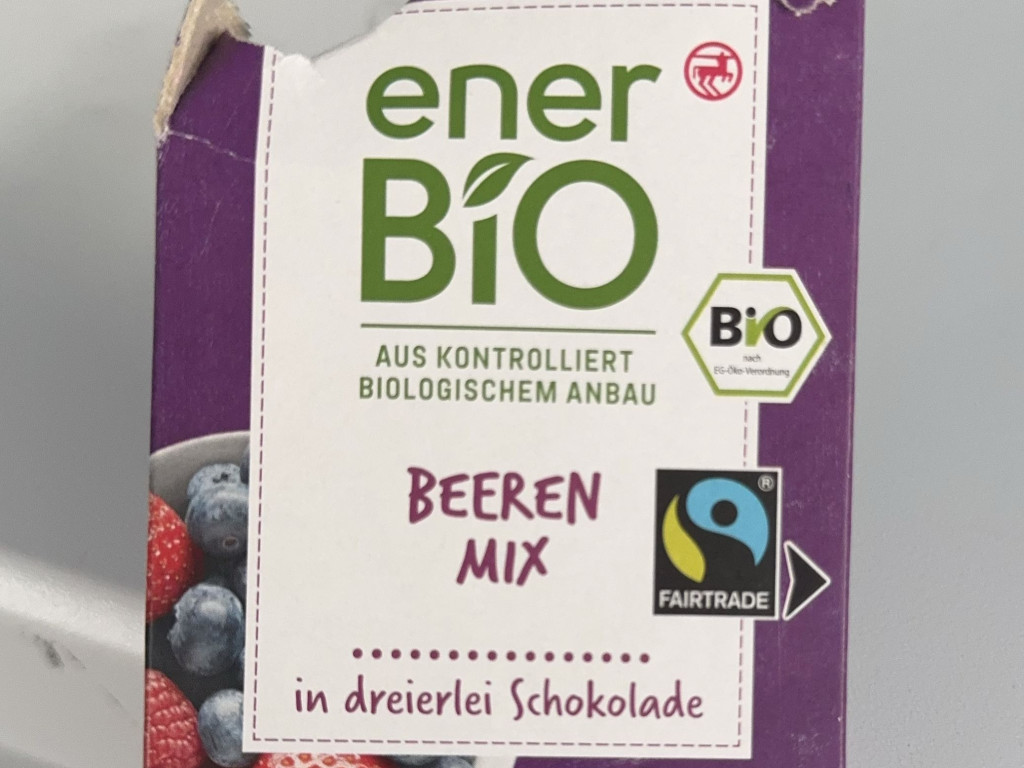 ener
BiO
AUS KONTROLLIERT
BIOLOGISCHEM ANBAU
BiO
nach
EG-Öko-Verordnung
BEEREN
MIX
®
FAIRTRADE
in dreierlei Schokolade